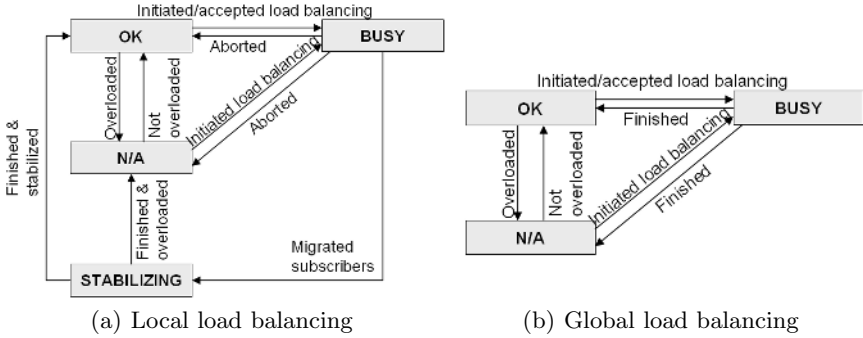 Initiated/accepted load balancing
OK
BUSY
Aborted
Overloaded
Not
overloaded
Initiated load balancing
Aborted
N/A
Finished &
stabilized
Finished &
overloaded
Migrated
subscribers
STABILIZING
(a) Local load balancing
Initiated/accepted load balancing
OK
BUSY
Finished
Overloaded
Not
overloaded
Initiated load balancing
Finished
N/A
(b) Global load balancing